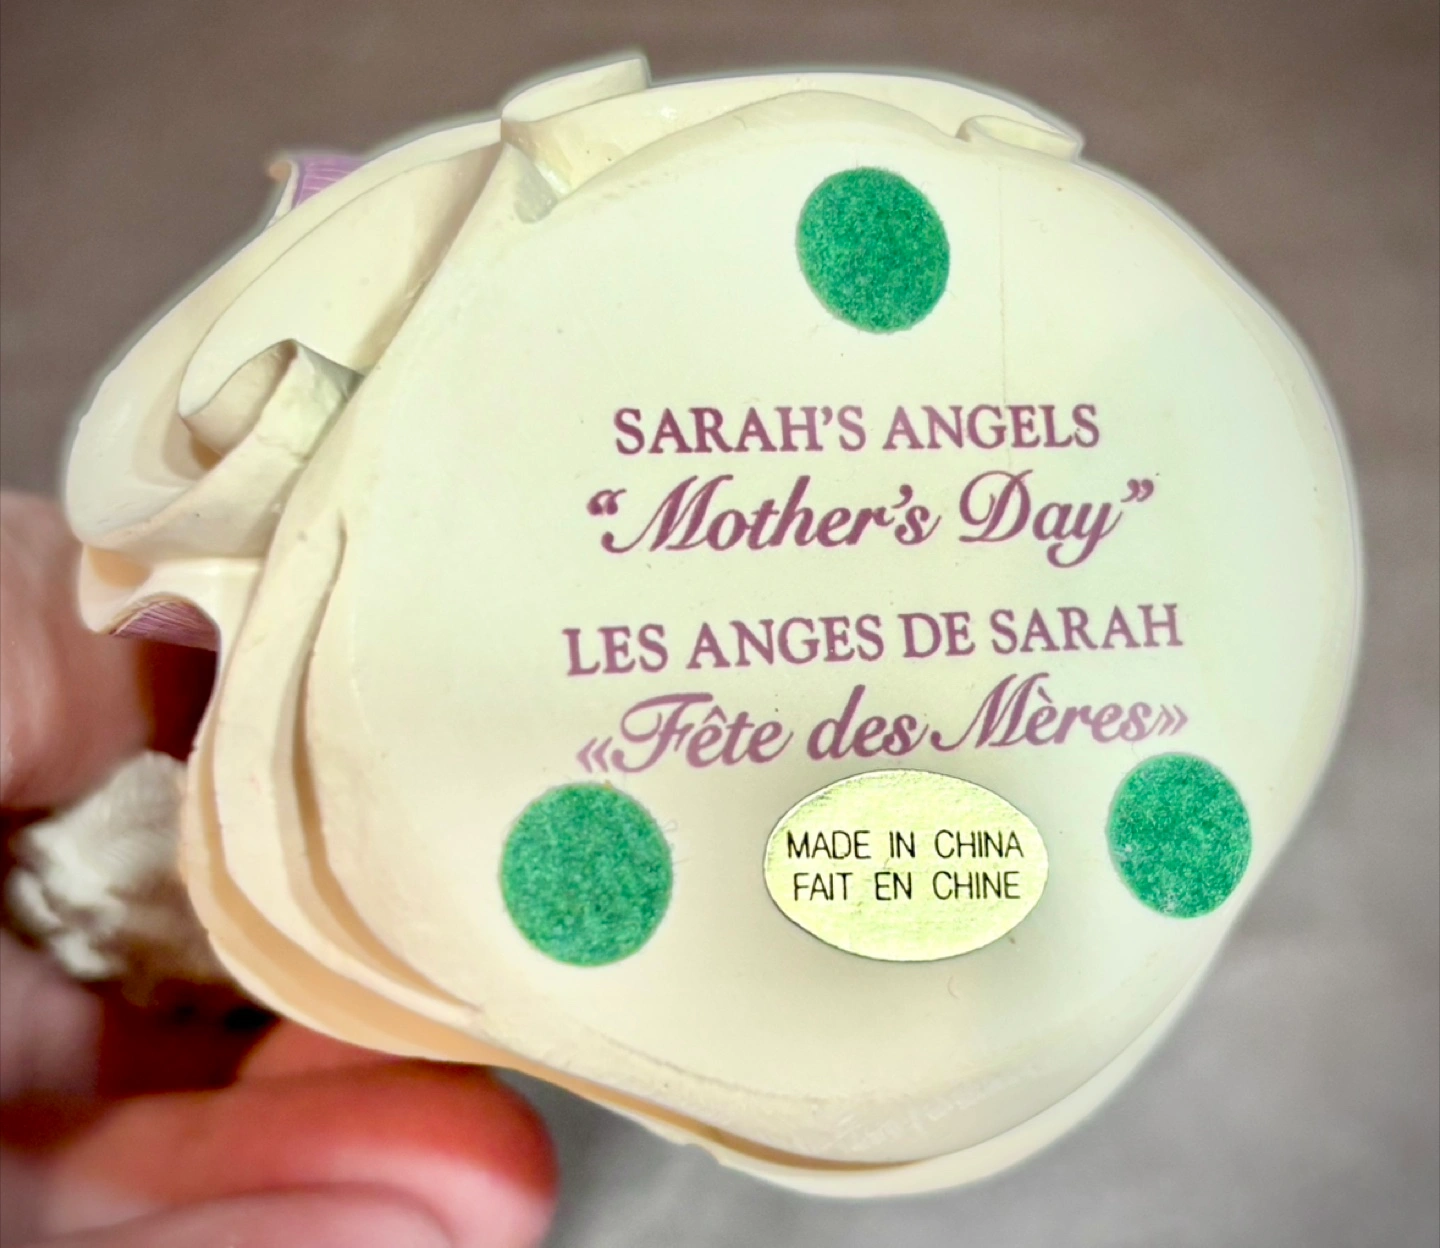 SARAH'S ANGELS
“Mother's Day”
LES ANGES DE SARAH
«Fête des Mères»
MADE IN CHINA
FAIT EN CHINE